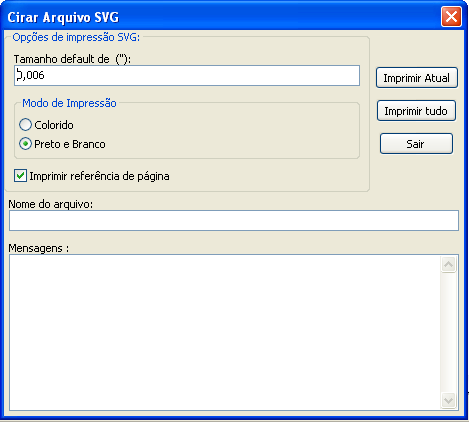 Cirar Arquivo SVG
Opções de impressão SVG:
Tamanho default de  ("):
0,006
Imprimir Atual
Modo de Impressão
Imprimir tudo
Colorido
Preto e Branco
Sair
Imprimir referência de página
Nome do arquivo:
Mensagens :